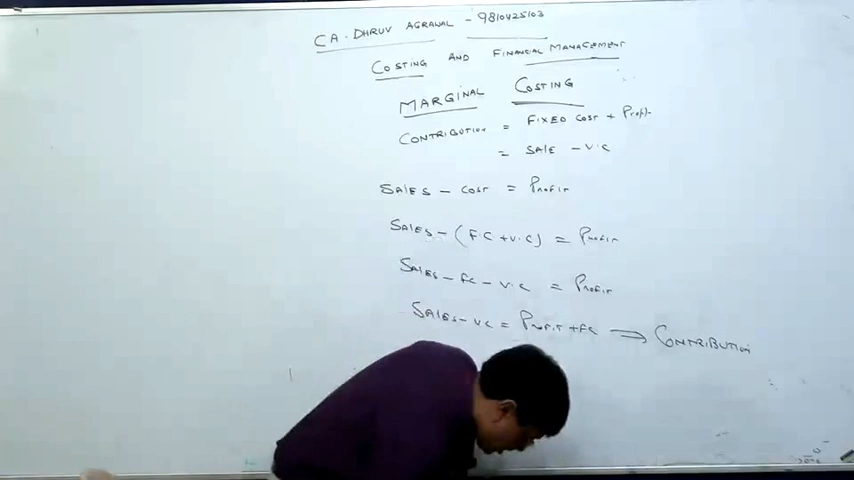 CA. DHRUV AGRAWAL - 9810425103
COSTING AND FINANCIAL MANAGEMENT
MARGINAL COSTING
CONTRIBUTION = FIXED COST + Profit
= SALE - V.C
SALES - COST = PROFIT
SALES - (F.C + V.C) = PROFIT
SALES - FC - V.C = PROFIT
SALES - VC = PROFIT + FC → CONTRIBUTION